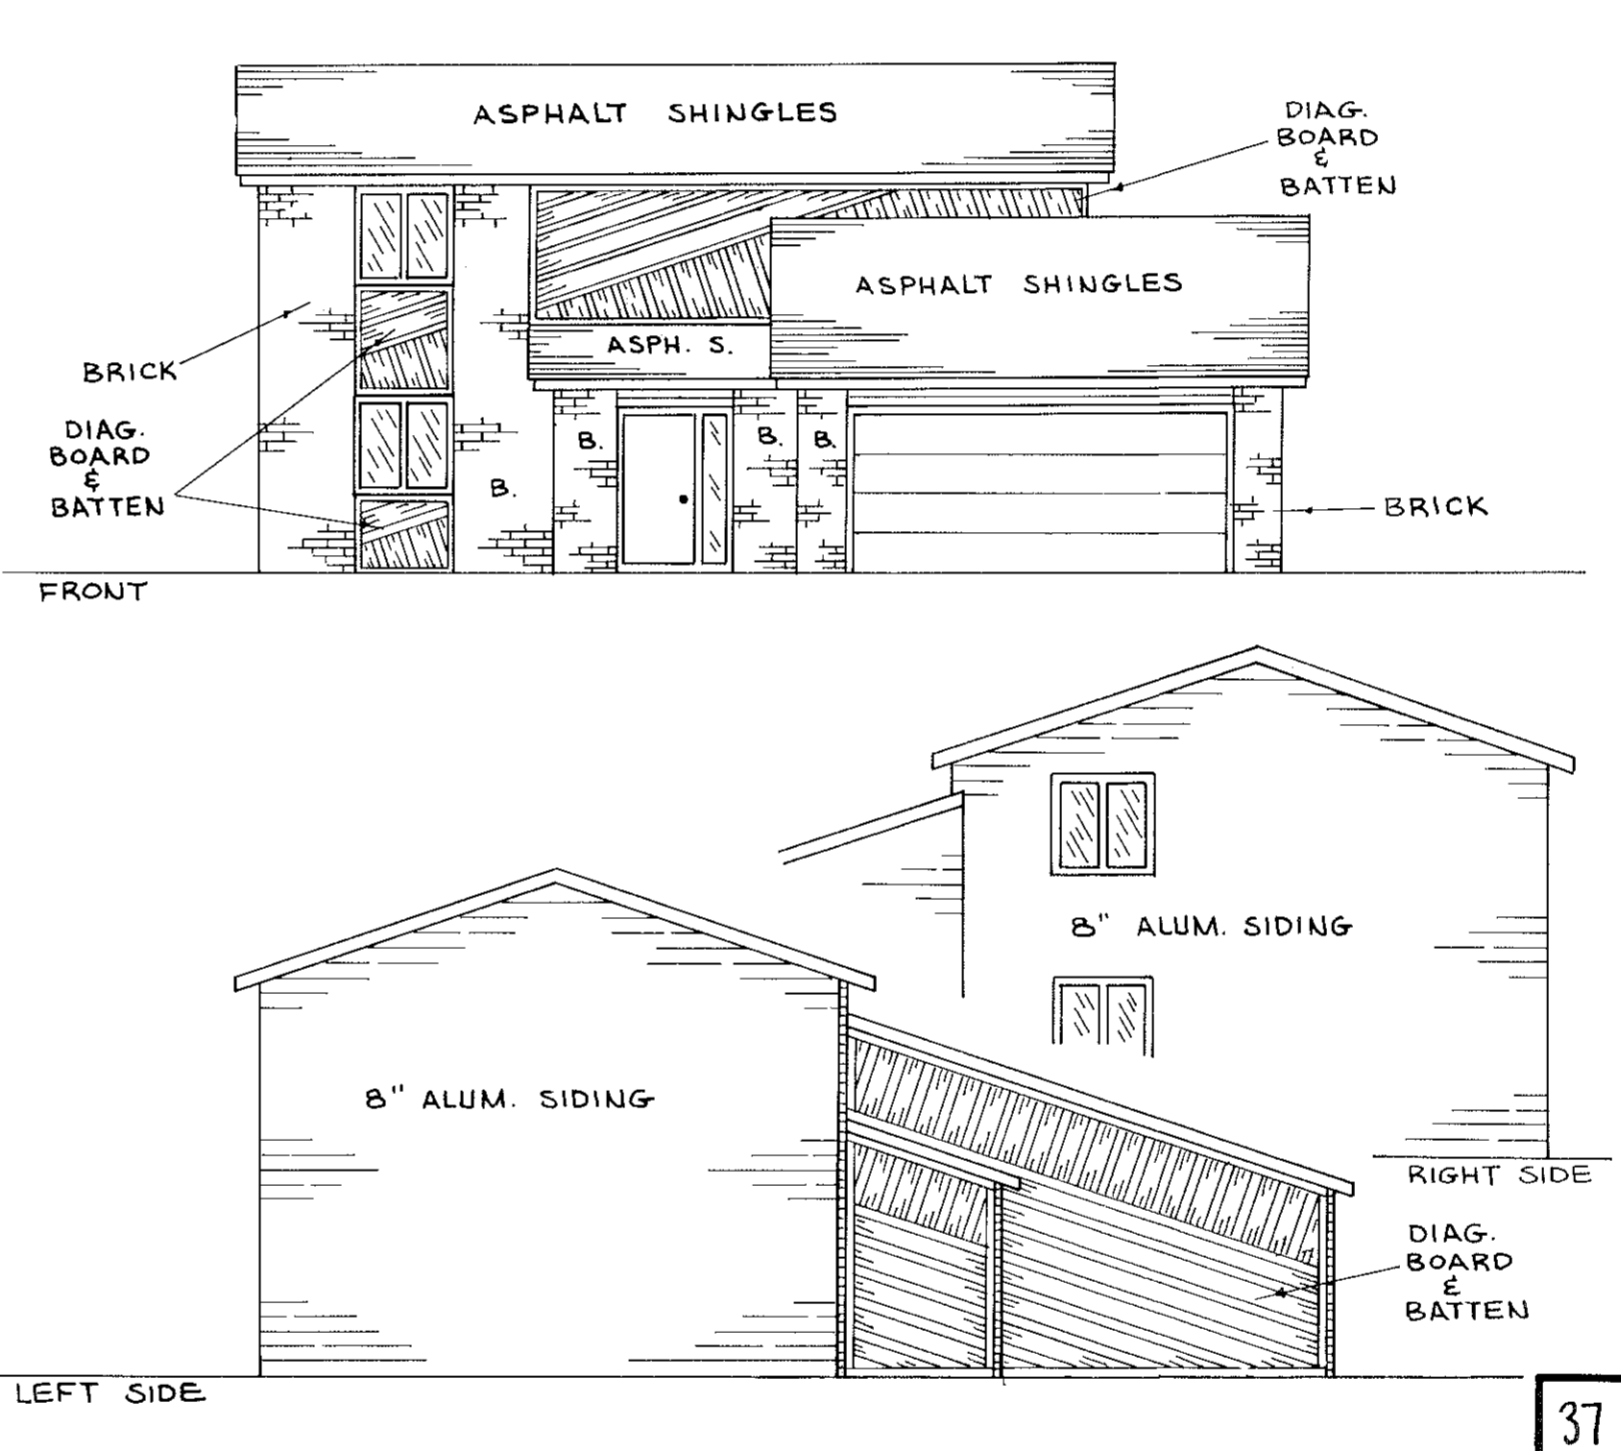 ASPHALT SHINGLES
DIAG.
BOARD
&
BATTEN
ASPHALT SHINGLES
ASPH. S.
BRICK
DIAG.
BOARD
&
BATTEN
B.
B.
B.
B.
BRICK
FRONT
8" ALUM. SIDING
RIGHT SIDE
8" ALUM. SIDING
DIAG.
BOARD
&
BATTEN
LEFT SIDE
37